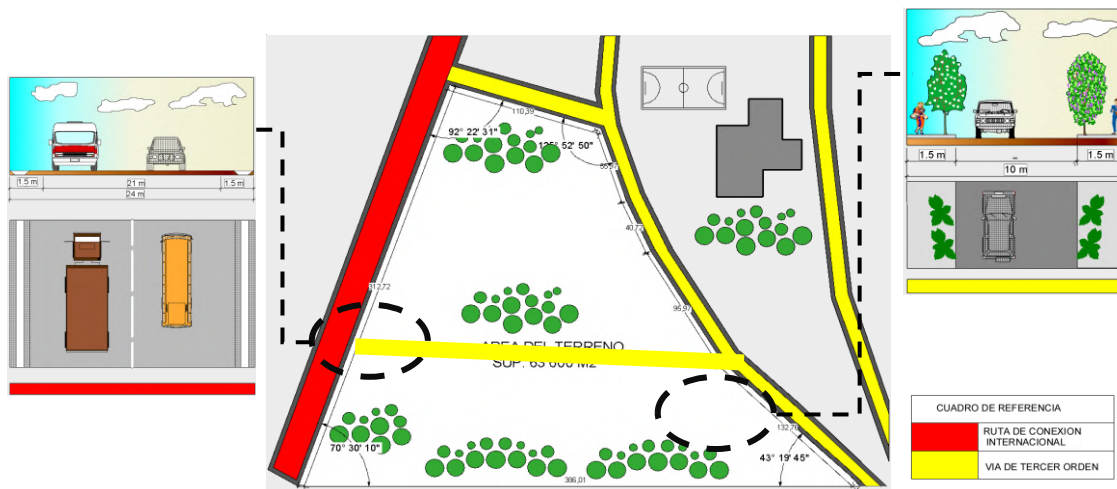 1.5 m
21 m
1.5 m
24 m
110,39
92° 22' 31"
52' 50"
40,72
312,72
95,97
AREA DEL TERRENO
SUP. 63 600 M2
132,76
70° 30' 10"
43° 19' 45"
386,01
1.5 m
1.5 m
10 m
CUADRO DE REFERENCIA
RUTA DE CONEXION
INTERNACIONAL
VIA DE TERCER ORDEN